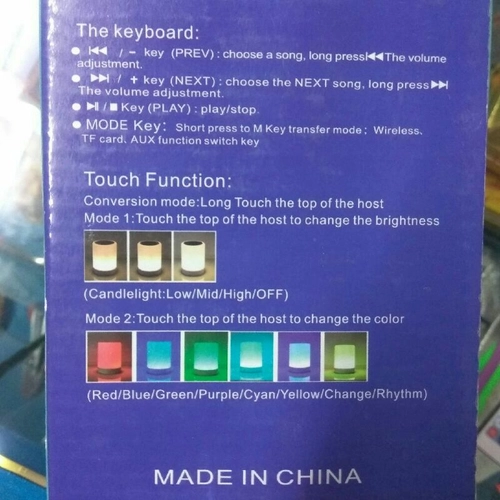 The keyboard:
● I◀◀ / − key (PREV) : choose a song, long press I◀◀ The volume
adjustment.
● ▶▶I / + key (NEXT) : choose the NEXT song, long press ▶▶I
The volume adjustment.
● ▶II / ■ Key (PLAY) : play/stop.
● MODE Key: Short press to M Key transfer mode; Wireless、
TF card、AUX function switch key
Touch Function:
Conversion mode:Long Touch the top of the host
Mode 1:Touch the top of the host to change the brightness
(Candlelight:Low/Mid/High/OFF)
Mode 2:Touch the top of the host to change the color
(Red/Blue/Green/Purple/Cyan/Yellow/Change/Rhythm)
MADE IN CHINA